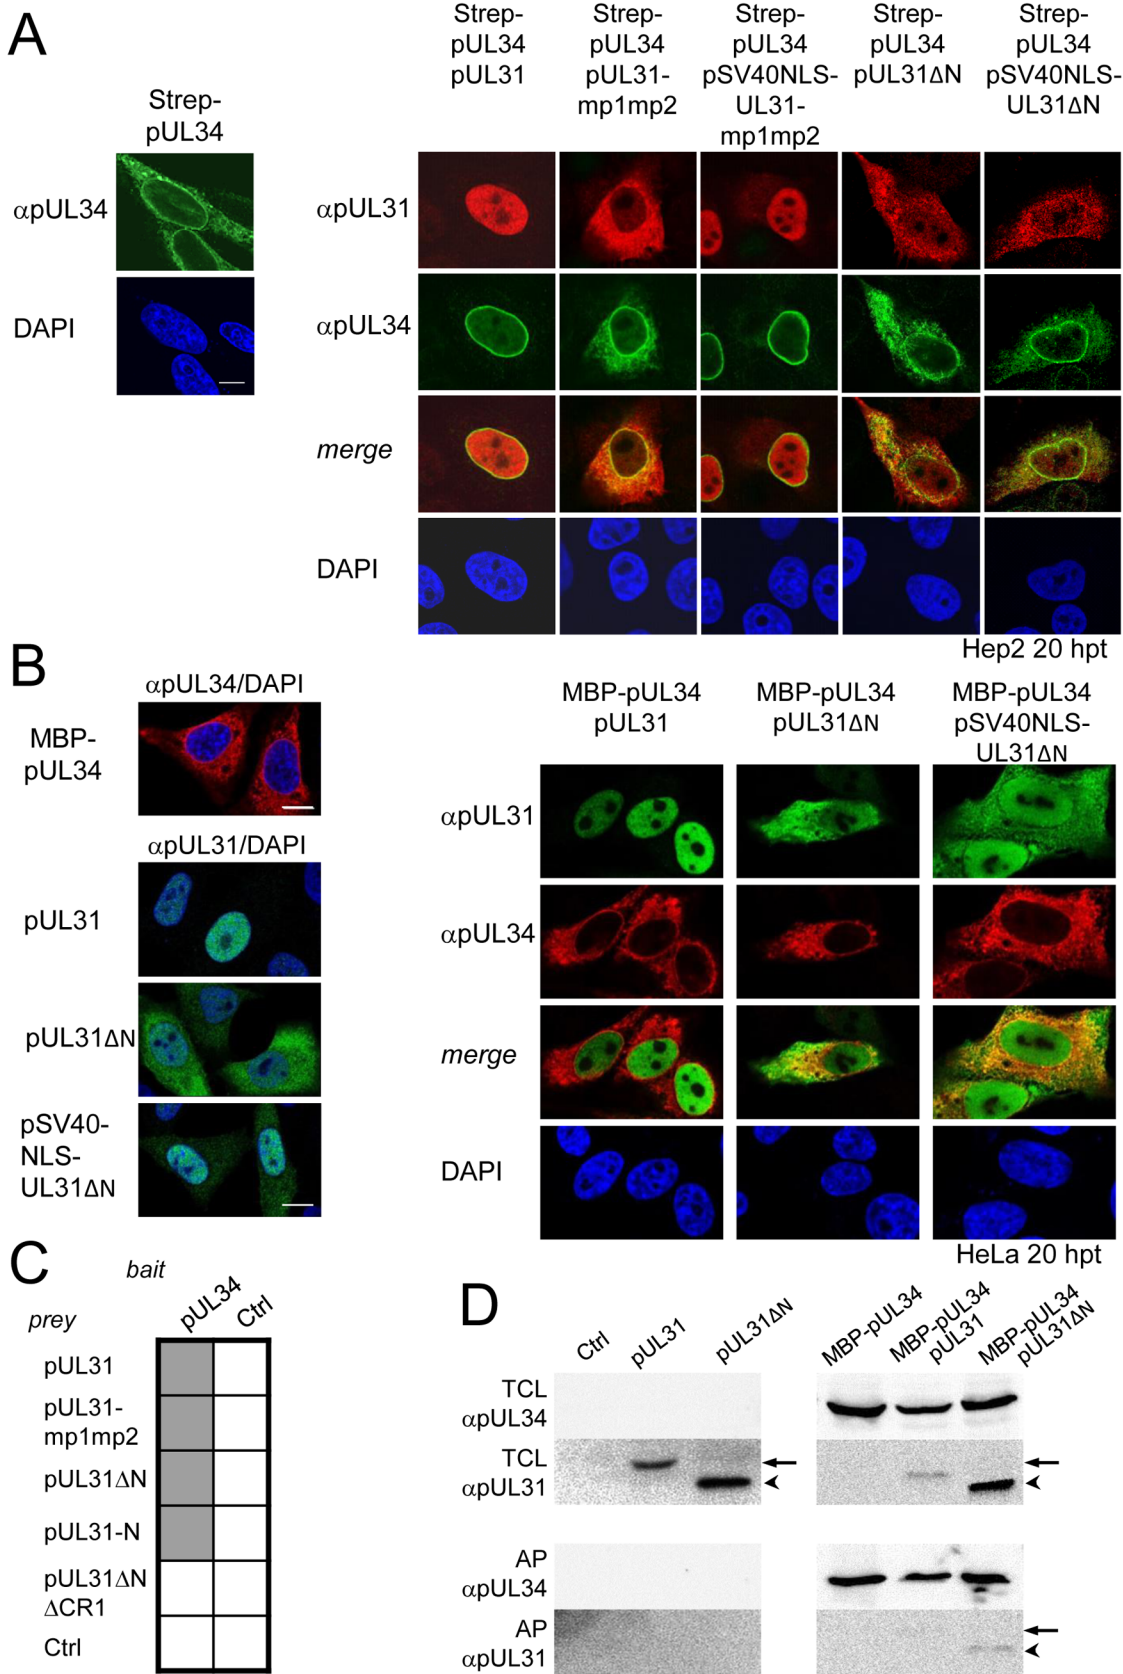 A
Strep-
pUL34
αpUL34
DAPI
Strep-
pUL34
pUL31
Strep-
pUL34
pUL31-
mp1mp2
Strep-
pUL34
pSV40NLS-
UL31-
mp1mp2
Strep-
pUL34
pUL31ΔN
Strep-
pUL34
pSV40NLS-
UL31ΔN
αpUL31
αpUL34
merge
DAPI
Hep2 20 hpt
B
αpUL34/DAPI
MBP-
pUL34
αpUL31/DAPI
pUL31
pUL31ΔN
pSV40-
NLS-
UL31ΔN
MBP-pUL34
pUL31
MBP-pUL34
pUL31ΔN
MBP-pUL34
pSV40NLS-
UL31ΔN
αpUL31
αpUL34
merge
DAPI
HeLa 20 hpt
C
bait
prey
pUL34
Ctrl
pUL31
pUL31-
mp1mp2
pUL31ΔN
pUL31-N
pUL31ΔN
ΔCR1
Ctrl
D
Ctrl
pUL31
pUL31ΔN
MBP-pUL34
MBP-pUL34
pUL31
MBP-pUL34
pUL31ΔN
TCL
αpUL34
TCL
αpUL31
AP
αpUL34
AP
αpUL31